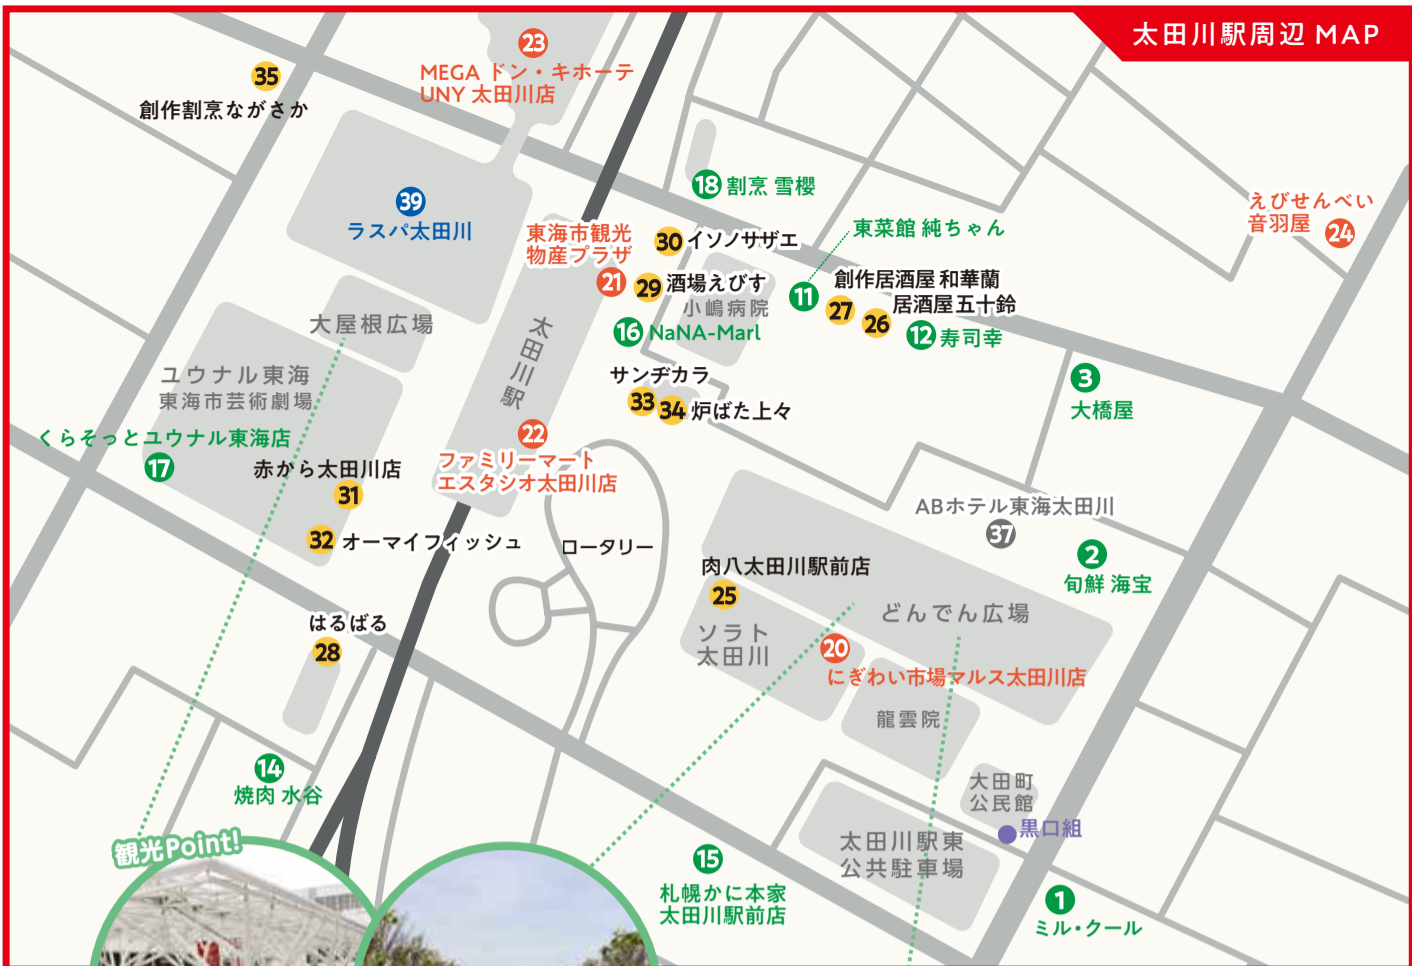 太田川駅周辺 MAP
23
MEGA ドン・キホーテ
UNY 太田川店
35
創作割烹ながさか
39
ラスパ太田川
18 割烹 雪櫻
えびせんべい
音羽屋 24
東海市観光
物産プラザ
21
30 イソノサザエ
29 酒場えびす
小嶋病院
16 NaNA-Marl
東菜館 純ちゃん
11
創作居酒屋 和華蘭
27
居酒屋 五十鈴
26
12 寿司幸
3
大橋屋
大屋根広場
太田川駅
ユウナル東海
東海市芸術劇場
くらそっとユウナル東海店
17
赤から太田川店
31
32 オーマイフィッシュ
サンヂカラ
33
34 炉ばた上々
22
ファミリーマート
エスタシオ太田川店
ロータリー
ABホテル東海太田川
37
2
旬鮮 海宝
肉八太田川駅前店
25
ソラト
太田川
どんでん広場
20
にぎわい市場マルス太田川店
龍雲院
はるばる
28
14
焼肉 水谷
大田町
公民館
黒口組
太田川駅東
公共駐車場
15
札幌かに本家
太田川駅前店
1
ミル・クール
観光Point!